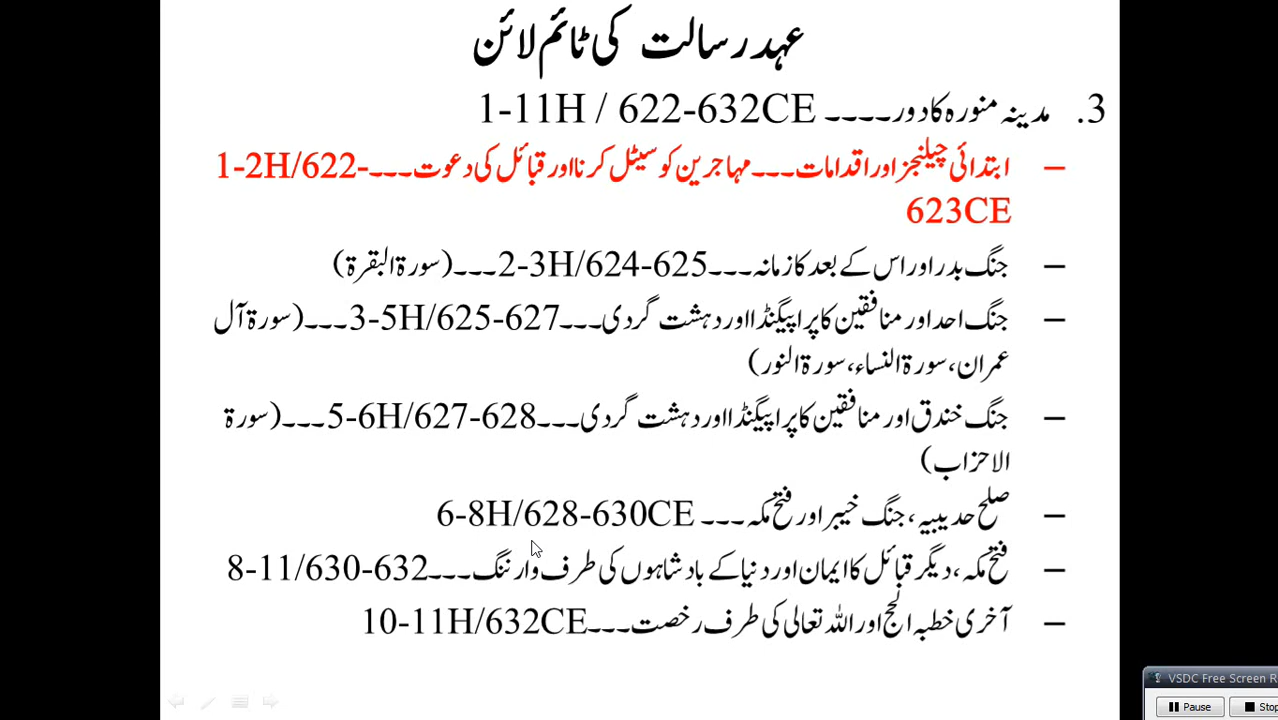 عہد رسالت کی ٹائم لائن
3. مدینہ منورہ کا دور ---- 1-11H / 622-632CE
– ابتدائی چیلنجز اور اقدامات --- مہاجرین کو سیٹل کرنا اور قبائل کی دعوت --- 1-2H/622-
623CE
– جنگ بدر اور اس کے بعد کا زمانہ --- 2-3H/624-625 --- (سورۃ البقرۃ)
– جنگ احد اور منافقین کا پراپیگنڈا اور دہشت گردی --- 3-5H/625-627 --- (سورۃ آل
عمران، سورۃ النساء، سورۃ النور)
– جنگ خندق اور منافقین کا پراپیگنڈا اور دہشت گردی --- 5-6H/627-628 --- (سورۃ
الاحزاب)
– صلح حدیبیہ، جنگ خیبر اور فتح مکہ --- 6-8H/628-630CE
– فتح مکہ، دیگر قبائل کا ایمان اور دنیا کے بادشاہوں کی طرف وارننگ --- 8-11/630-632
– آخری خطبہ الحج اور اللہ تعالی کی طرف رخصت --- 10-11H/632CE
VSDC Free Screen R
Pause Stop